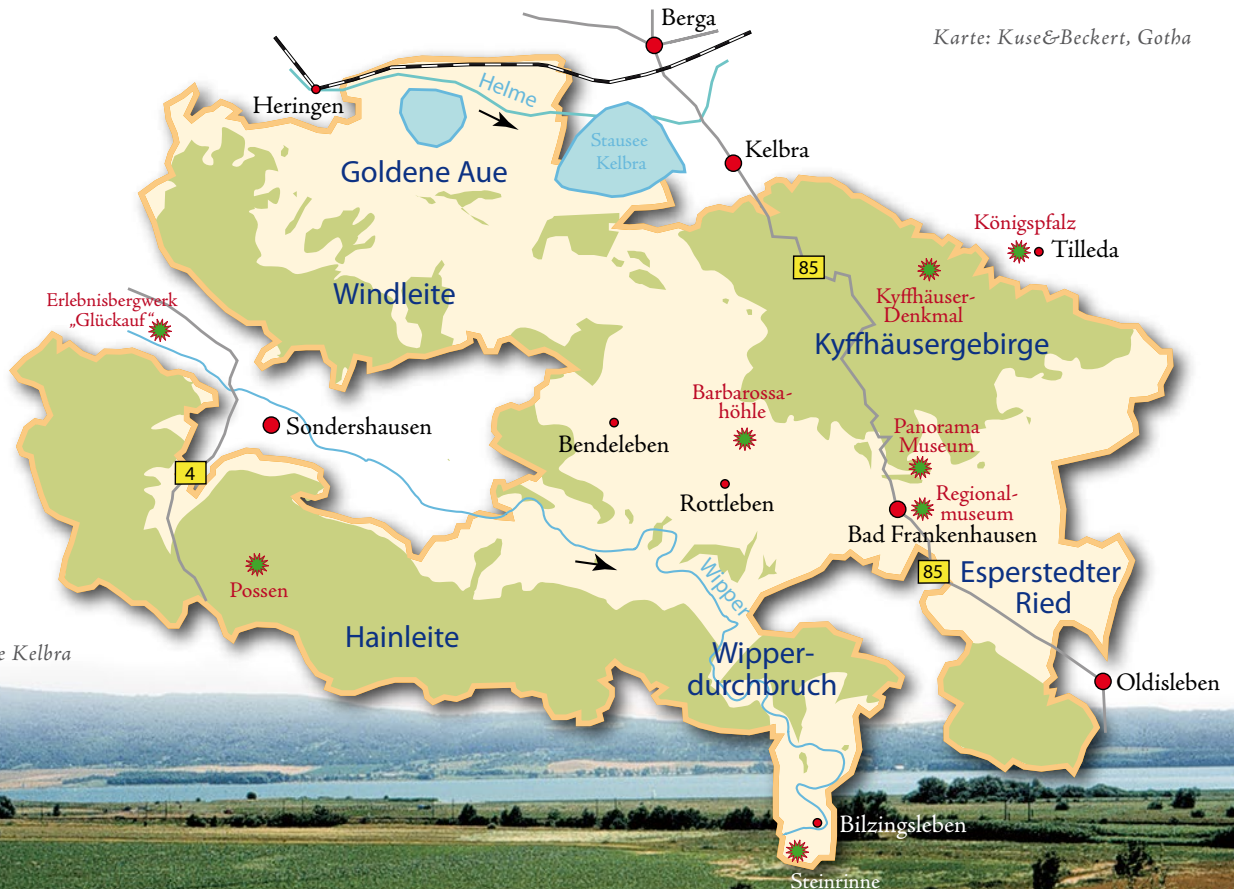 Berga
Karte: Kuse&Beckert, Gotha
Helme
Heringen
Stausee
Kelbra
Kelbra
Goldene Aue
Königspfalz
Tilleda
85
Kyffhäuser-
Denkmal
Windleite
Erlebnisbergwerk
„Glückauf“
Kyffhäusergebirge
Barbarossa-
höhle
Sondershausen
Bendeleben
Panorama
Museum
4
Rottleben
Regional-
museum
Bad Frankenhausen
Wipper
85
Esperstedter
Ried
Possen
Hainleite
Wipper-
durchbruch
e Kelbra
Oldisleben
Bilzingsleben
Steinrinne